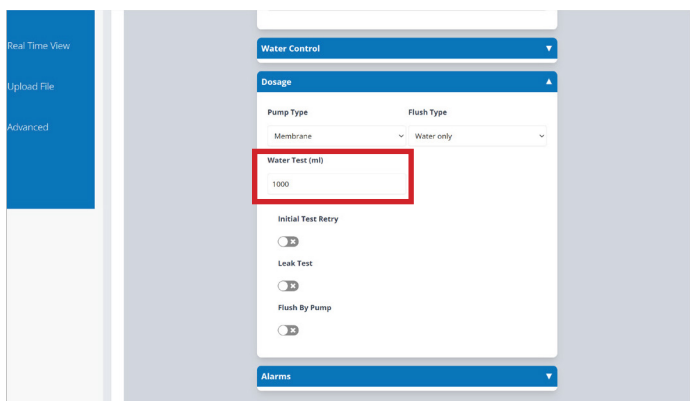 Real Time View
Upload File
Advanced
Water Control
Dosage
Pump Type Flush Type
Membrane Water only
Water Test (ml)
1000
Initial Test Retry
Leak Test
Flush By Pump
Alarms